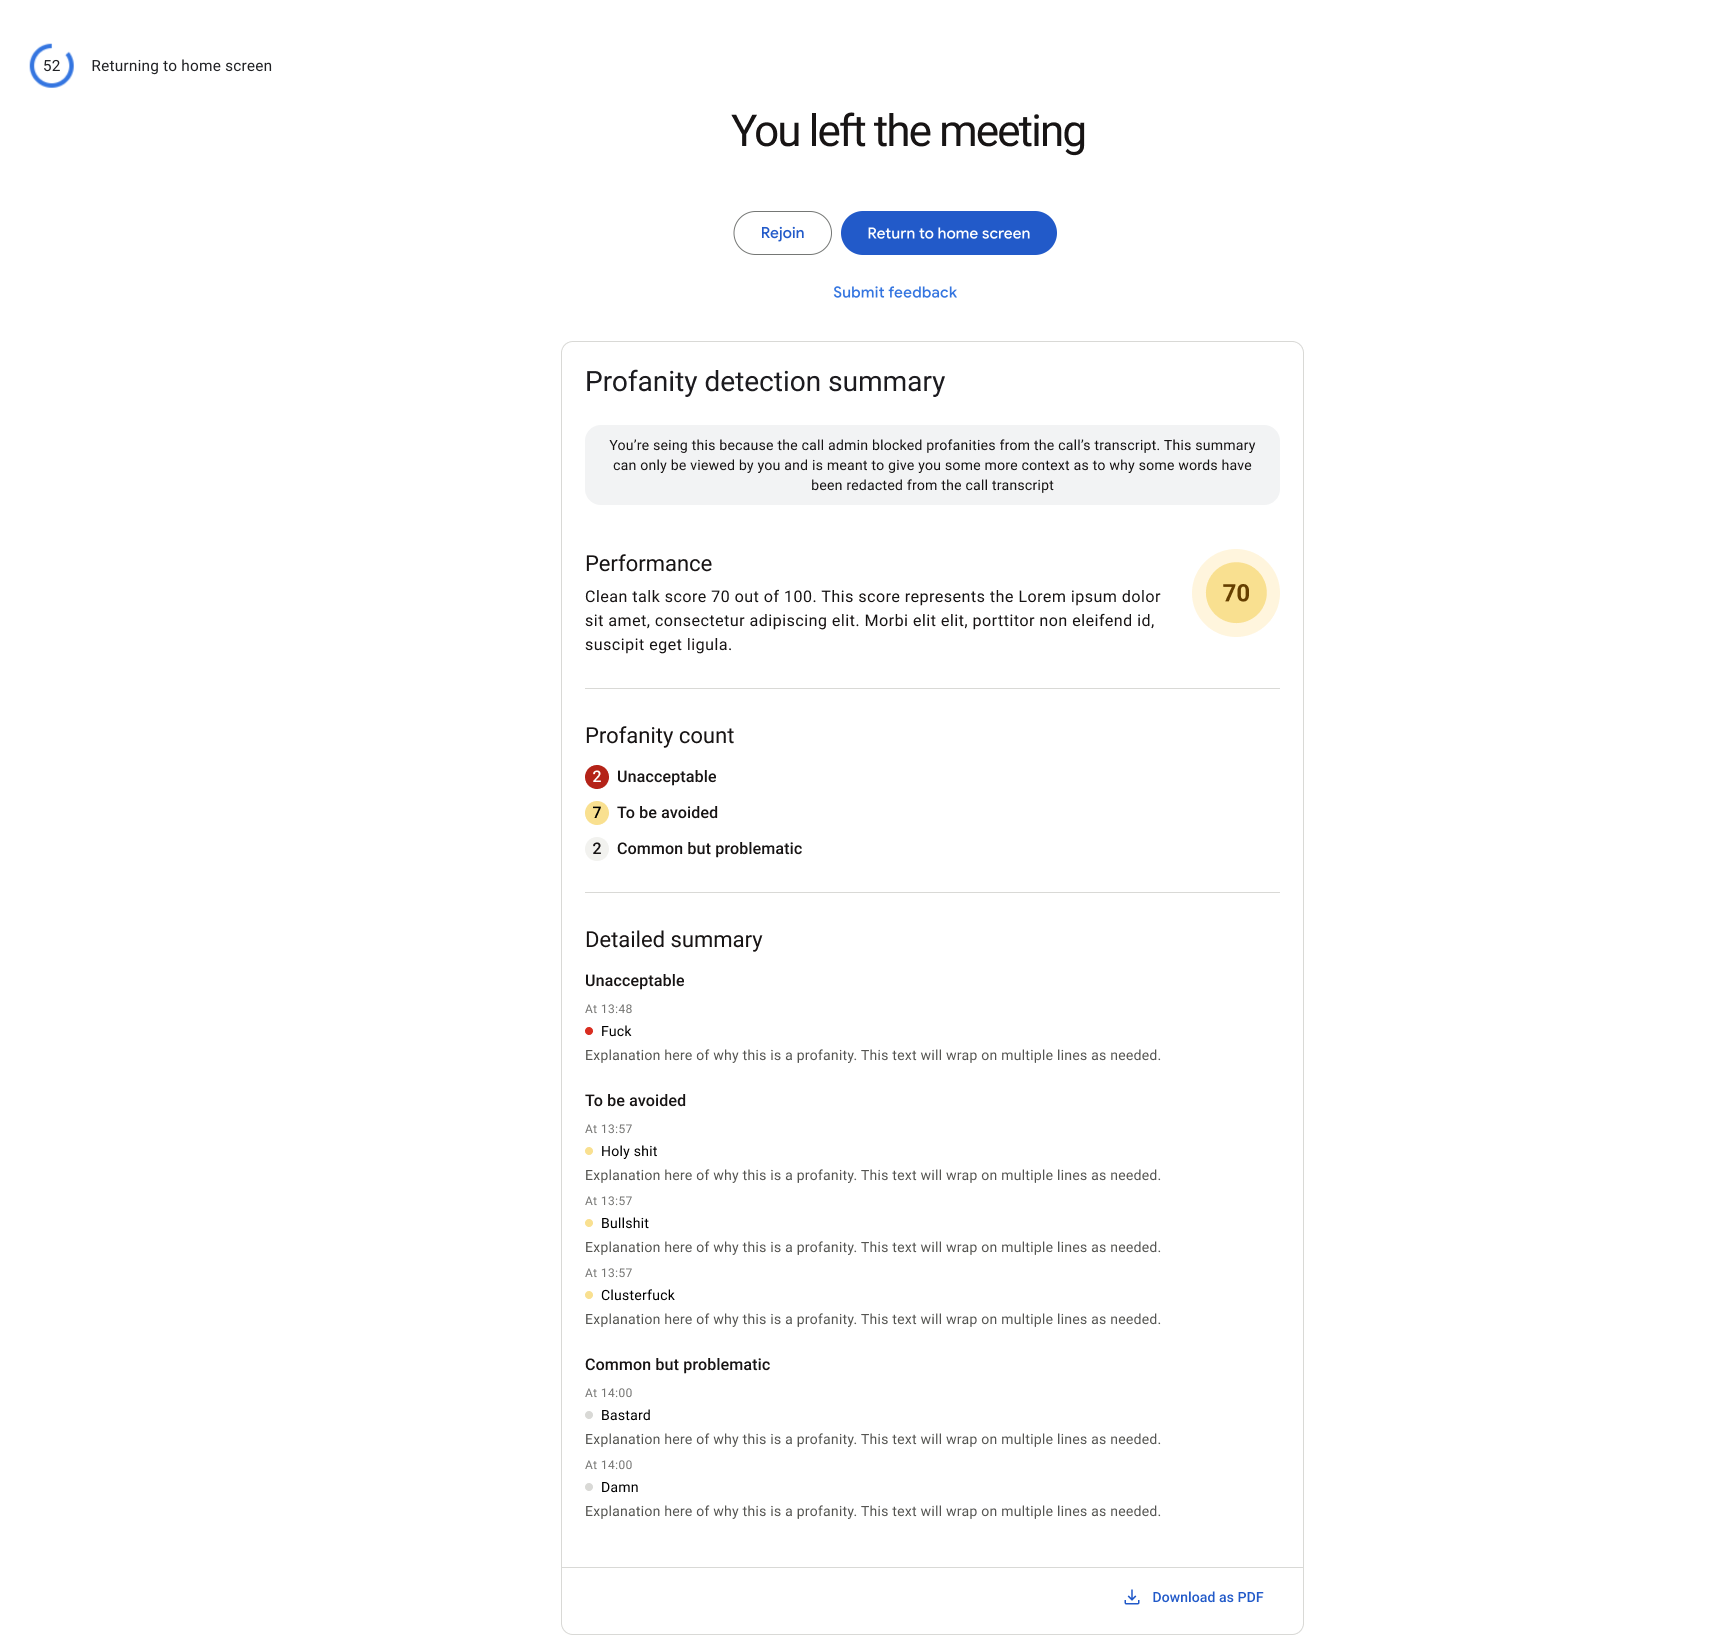 52 Returning to home screen
You left the meeting
Rejoin Return to home screen
Submit feedback
Profanity detection summary
You’re seing this because the call admin blocked profanities from the call’s transcript. This summary
can only be viewed by you and is meant to give you some more context as to why some words have
been redacted from the call transcript
Performance
Clean talk score 70 out of 100. This score represents the Lorem ipsum dolor
sit amet, consectetur adipiscing elit. Morbi elit elit, porttitor non eleifend id,
suscipit eget ligula.
70
Profanity count
2 Unacceptable
7 To be avoided
2 Common but problematic
Detailed summary
Unacceptable
At 13:48
Fuck
Explanation here of why this is a profanity. This text will wrap on multiple lines as needed.
To be avoided
At 13:57
Holy shit
Explanation here of why this is a profanity. This text will wrap on multiple lines as needed.
At 13:57
Bullshit
Explanation here of why this is a profanity. This text will wrap on multiple lines as needed.
At 13:57
Clusterfuck
Explanation here of why this is a profanity. This text will wrap on multiple lines as needed.
Common but problematic
At 14:00
Bastard
Explanation here of why this is a profanity. This text will wrap on multiple lines as needed.
At 14:00
Damn
Explanation here of why this is a profanity. This text will wrap on multiple lines as needed.
Download as PDF